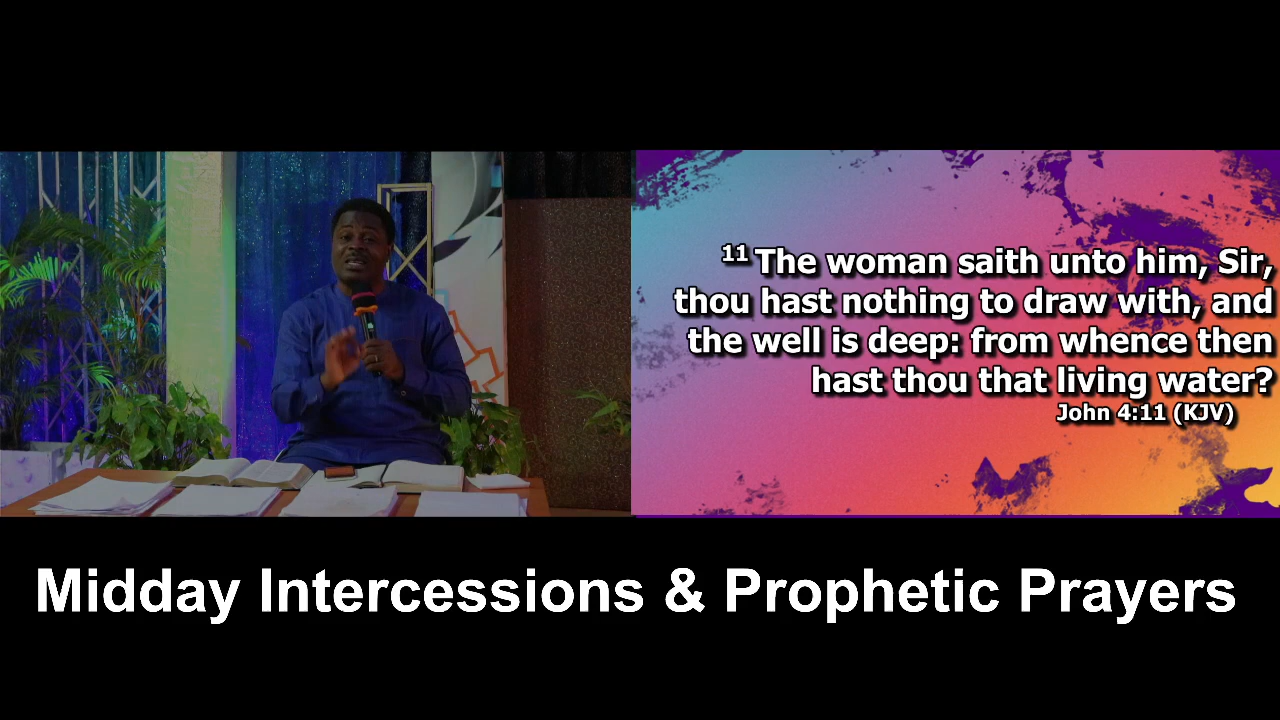 11 The woman saith unto him, Sir,
thou hast nothing to draw with, and
the well is deep: from whence then
hast thou that living water?
John 4:11 (KJV)
Midday Intercessions & Prophetic Prayers